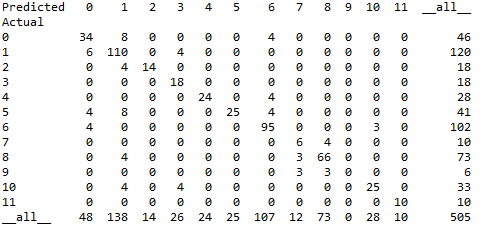 Predicted 0 1 2 3 4 5 6 7 8 9 10 11 __all__
Actual
0 34 8 0 0 0 0 4 0 0 0 0 0 46
1 6 110 0 4 0 0 0 0 0 0 0 0 120
2 0 4 14 0 0 0 0 0 0 0 0 0 18
3 0 0 0 18 0 0 0 0 0 0 0 0 18
4 0 0 0 0 24 0 4 0 0 0 0 0 28
5 4 8 0 0 0 25 4 0 0 0 0 0 41
6 4 0 0 0 0 0 95 0 0 0 3 0 102
7 0 0 0 0 0 0 0 6 4 0 0 0 10
8 0 4 0 0 0 0 0 3 66 0 0 0 73
9 0 0 0 0 0 0 0 3 3 0 0 0 6
10 0 4 0 4 0 0 0 0 0 0 25 0 33
11 0 0 0 0 0 0 0 0 0 0 0 10 10
__all__ 48 138 14 26 24 25 107 12 73 0 28 10 505